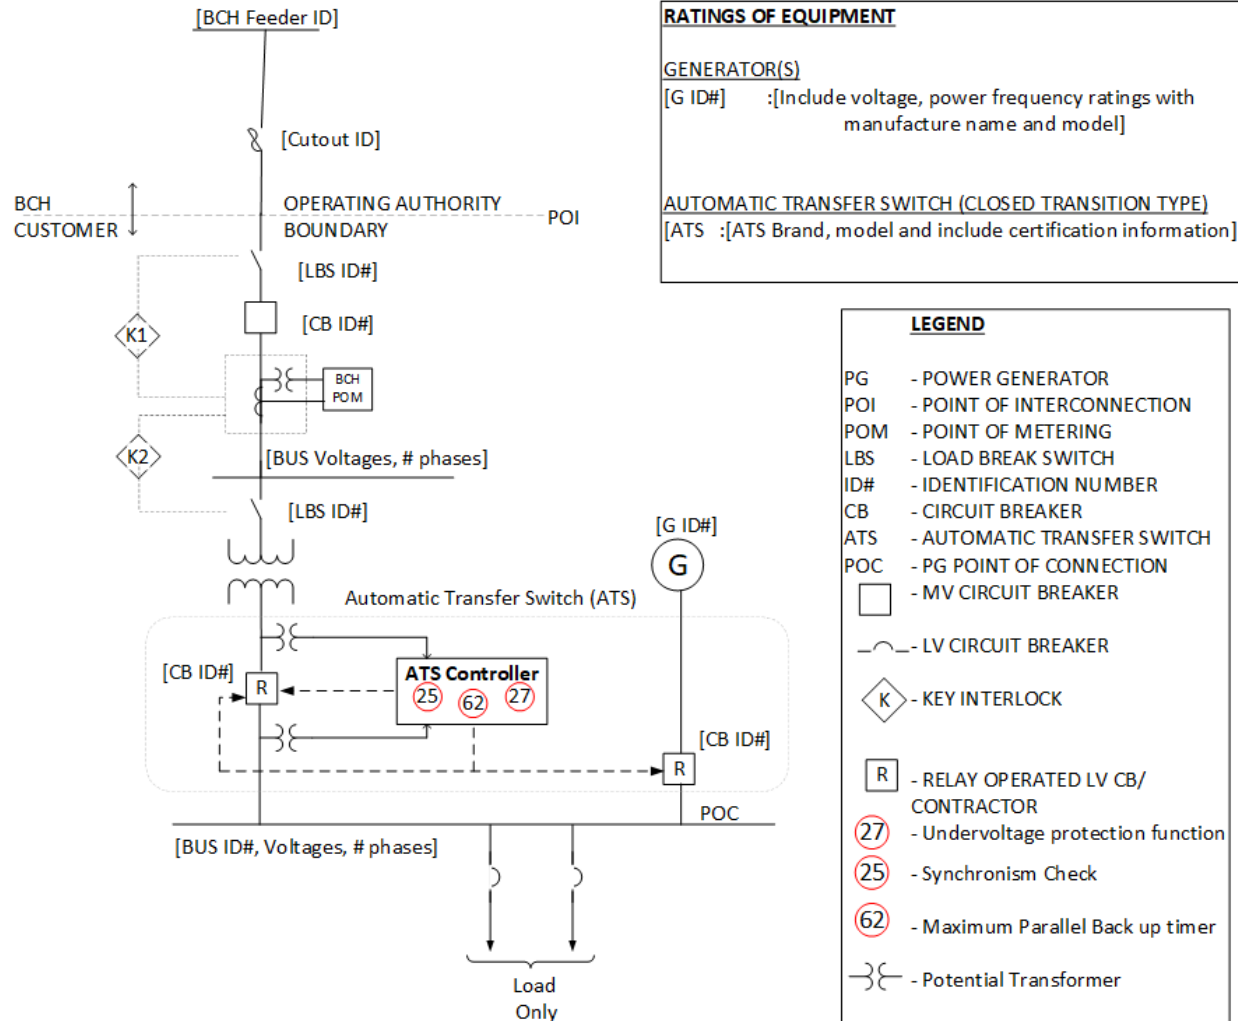 [BCH Feeder ID]
[Cutout ID]
BCH
CUSTOMER
OPERATING AUTHORITY
BOUNDARY
POI
[LBS ID#]
[CB ID#]
K1
BCH
POM
K2
[BUS Voltages, # phases]
[LBS ID#]
[G ID#]
G
Automatic Transfer Switch (ATS)
[CB ID#]
R
ATS Controller
25
62
27
[CB ID#]
R
POC
[BUS ID#, Voltages, # phases]
Load
Only
RATINGS OF EQUIPMENT
GENERATOR(S)
[G ID#] :[Include voltage, power frequency ratings with
manufacture name and model]
AUTOMATIC TRANSFER SWITCH (CLOSED TRANSITION TYPE)
[ATS :[ATS Brand, model and include certification information]
LEGEND
PG - POWER GENERATOR
POI - POINT OF INTERCONNECTION
POM - POINT OF METERING
LBS - LOAD BREAK SWITCH
ID# - IDENTIFICATION NUMBER
CB - CIRCUIT BREAKER
ATS - AUTOMATIC TRANSFER SWITCH
POC - PG POINT OF CONNECTION
- MV CIRCUIT BREAKER
- LV CIRCUIT BREAKER
K - KEY INTERLOCK
R - RELAY OPERATED LV CB/
CONTRACTOR
27 - Undervoltage protection function
25 - Synchronism Check
62 - Maximum Parallel Back up timer
- Potential Transformer